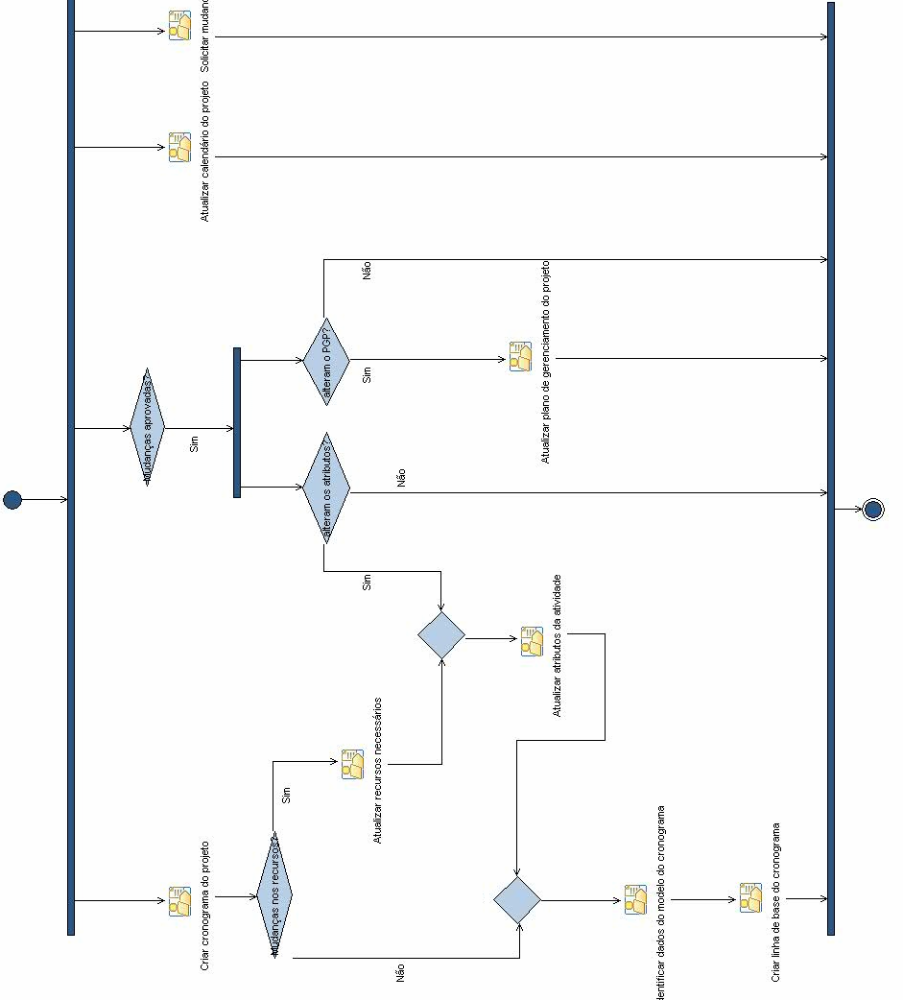 Solicitar
Atualizar calendário do projeto
Não
alteram o PGP?
Sim
Atualizar plano de gerenciamento do projeto
Mudanças aprovadas?
Sim
alteram os atributos?
Não
Sim
Atualizar atributos da atividade
Atualizar recursos necessários
Sim
Mudanças nos recursos?
Criar cronograma do projeto
Não
dentificar dados do modelo do cronograma
Criar linha de base do cronograma